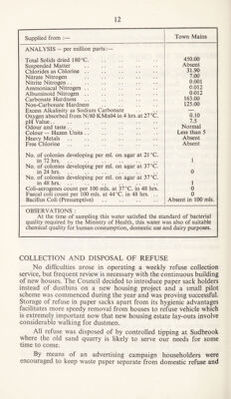 12
Supplied from :— Town Mains
ANALYSIS – per million parts:—
Total Solids dried 180°C. 450.00
Suspended Matter Absent
Chlorides as Chlorine 31.90
Nitrate Nitrogen 7.00
Nitrite Nitrogen 0.001
Ammoniacal Nitrogen 0.012
Albuminoid Nitrogen 0.012
Carbonate Hardness 163.00
Non-Carbonate Hardness 125.00
Excess Alkalinity as Sodium Carbonate —
Oxygen absorbed from N/80 KMn04 in 4 hrs. at 27°C. 0.10
pH Value 7.5
Odour and taste Normal
Colour – Hazen Units Less than 5
Heavy Metals Absent
Free Chlorine Absent
No. of colonies developing per ml. on agar at 21°C.
in 72 hrs. 1
No. of colonies developing per ml. on agar at 37°C.
in 24 hrs. 0
No. of colonies developing per ml. on agar at 37°C.
in 48 hrs. 1
Coli-aerogenes count per 100 mls. at 37°C. in 48 hrs. 0
Faecal coli count per 100 mls. at 44°C. in 48 hrs. 0
Bacillus Coli (Presumptive) Absent in 100 mls.
OBSERVATIONS :
At the time of sampling this water satisfied the standard of bacterial
quality required by the Ministry of Health, this water was also of suitable
chemical quality for human consumption, domestic use and dairy purposes.
COLLECTION AND DISPOSAL OF REFUSE
No difficulties arose in operating a weekly refuse collection
service, but frequent review is necessary with the continuous building
of new houses. The Council decided to introduce paper sack holders
instead of dustbins on a new housing project and a small pilot
scheme was commenced during the year and was proving successful.
Storage of refuse in paper sacks apart from its hygienic advantages
facilitates more speedy removal from houses to refuse vehicle which
is extremely important now that new housing estate lay-outs involve
considerable walking for dustmen.
All refuse was disposed of by controlled tipping at Sudbrook
where the old sand quarry is likely to serve our needs for some
time to come.
By means of an advertising campaign householders were
encouraged to keep waste paper separate from domestic refuse and